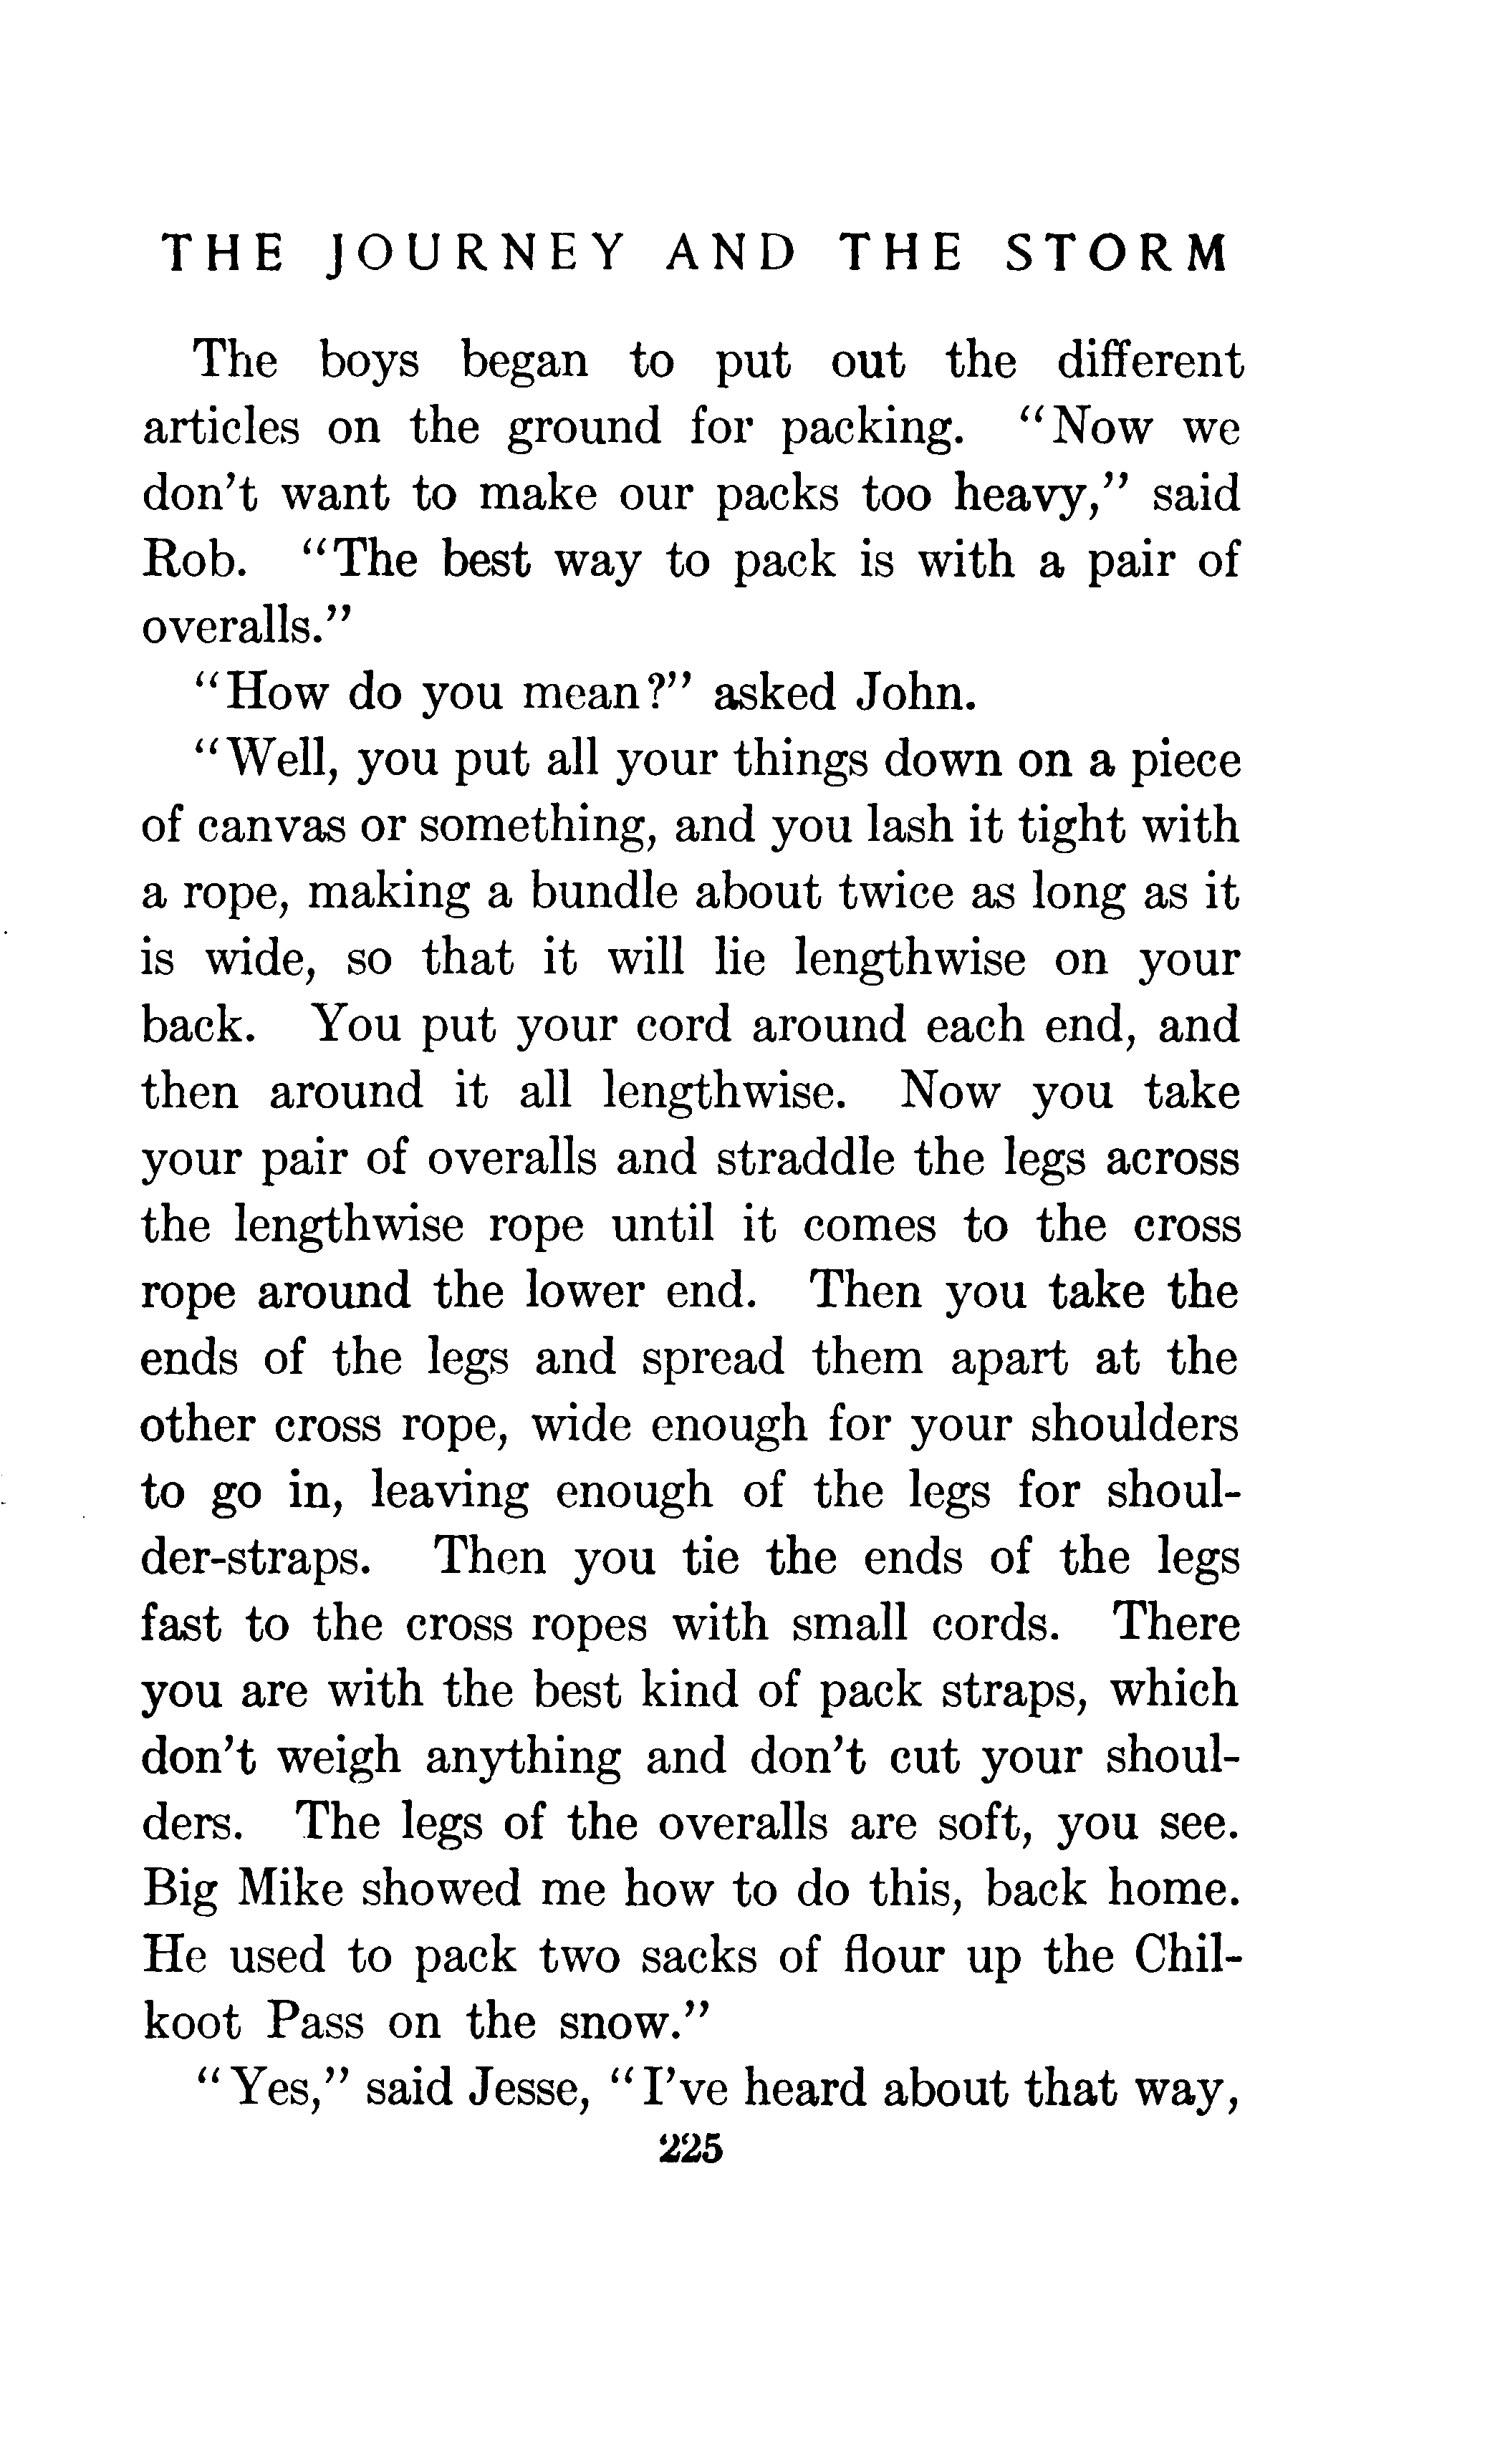 THE JOURNEY AND THE STORM
The boys began to put out the different
articles on the ground for packing. "Now we
don't want to make our packs too heavy," said
Rob. "The best way to pack is with a pair of
overalls."
"How do you mean?" asked John.
"Well, you put all your things down on a piece
of canvas or something, and you lash it tight with
a rope, making a bundle about twice as long as it
is wide, so that it will lie lengthwise on your
back. You put your cord around each end, and
then around it all lengthwise. Now you take
your pair of overalls and straddle the legs across
the lengthwise rope until it comes to the cross
rope around the lower end. Then you take the
ends of the legs and spread them apart at the
other cross rope, wide enough for your shoulders
to go in, leaving enough of the legs for shoul-
der-straps. Then you tie the ends of the legs
fast to the cross ropes with small cords. There
you are with the best kind of pack straps, which
don't weigh anything and don't cut your shoul-
ders. The legs of the overalls are soft, you see.
Big Mike showed me how to do this, back home.
He used to pack two sacks of flour up the Chil-
koot Pass on the snow."
"Yes," said Jesse, "I've heard about that way,
225